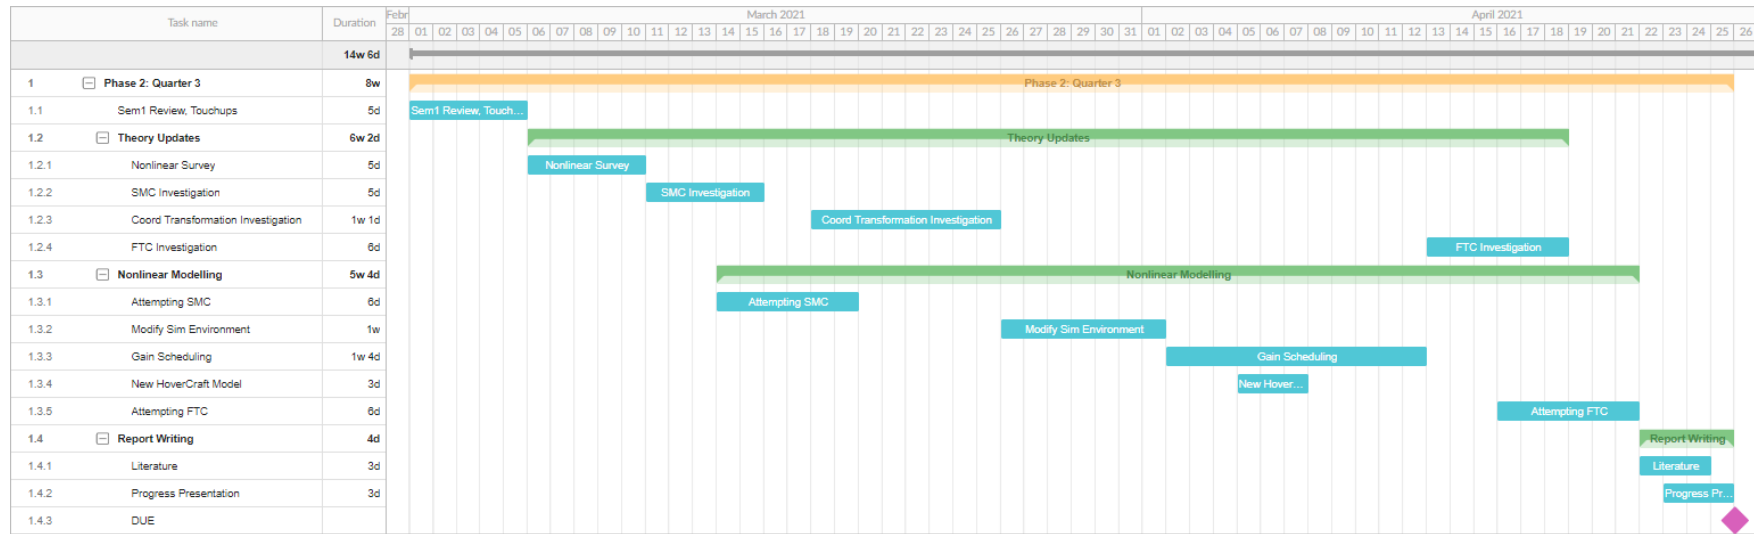 Task name Duration Febr March 2021 April 2021
28 01 02 03 04 05 06 07 08 09 10 11 12 13 14 15 16 17 18 19 20 21 22 23 24 25 26 27 28 29 30 31 01 02 03 04 05 06 07 08 09 10 11 12 13 14 15 16 17 18 19 20 21 22 23 24 25 26
14w 6d
1 Phase 2: Quarter 3 8w Phase 2: Quarter 3
1.1 Sem1 Review, Touchups 5d Sem1 Review, Touch...
1.2 Theory Updates 6w 2d Theory Updates
1.2.1 Nonlinear Survey 5d Nonlinear Survey
1.2.2 SMC Investigation 5d SMC Investigation
1.2.3 Coord Transformation Investigation 1w 1d Coord Transformation Investigation
1.2.4 FTC Investigation 6d FTC Investigation
1.3 Nonlinear Modelling 5w 4d Nonlinear Modelling
1.3.1 Attempting SMC 6d Attempting SMC
1.3.2 Modify Sim Environment 1w Modify Sim Environment
1.3.3 Gain Scheduling 1w 4d Gain Scheduling
1.3.4 New HoverCraft Model 3d New Hover...
1.3.5 Attempting FTC 6d Attempting FTC
1.4 Report Writing 4d Report Writing
1.4.1 Literature 3d Literature
1.4.2 Progress Presentation 3d Progress Pr...
1.4.3 DUE